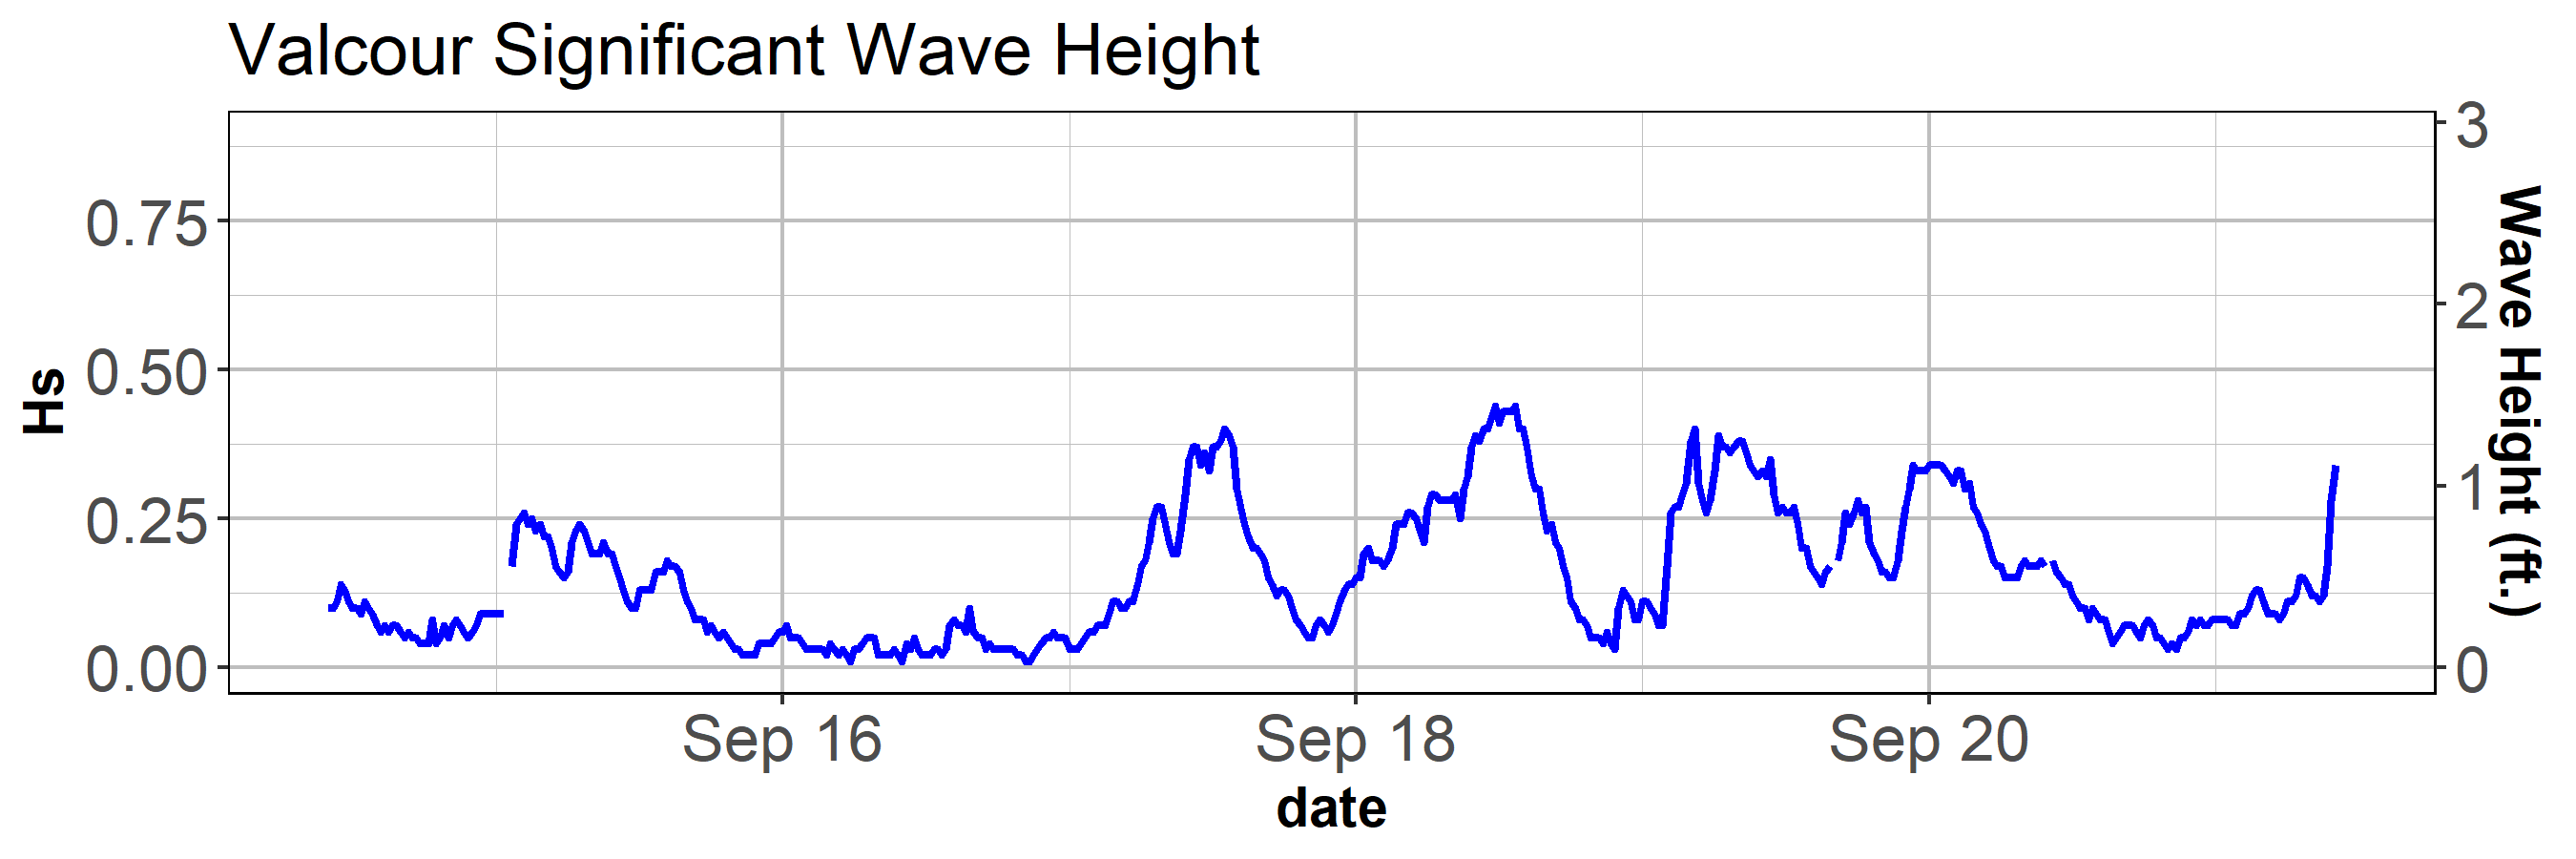 Valcour Significant Wave Height
Hs
0.75
0.50
0.25
0.00
3
2
1
0
Wave Height (ft.)
Sep 16
Sep 18
Sep 20
date